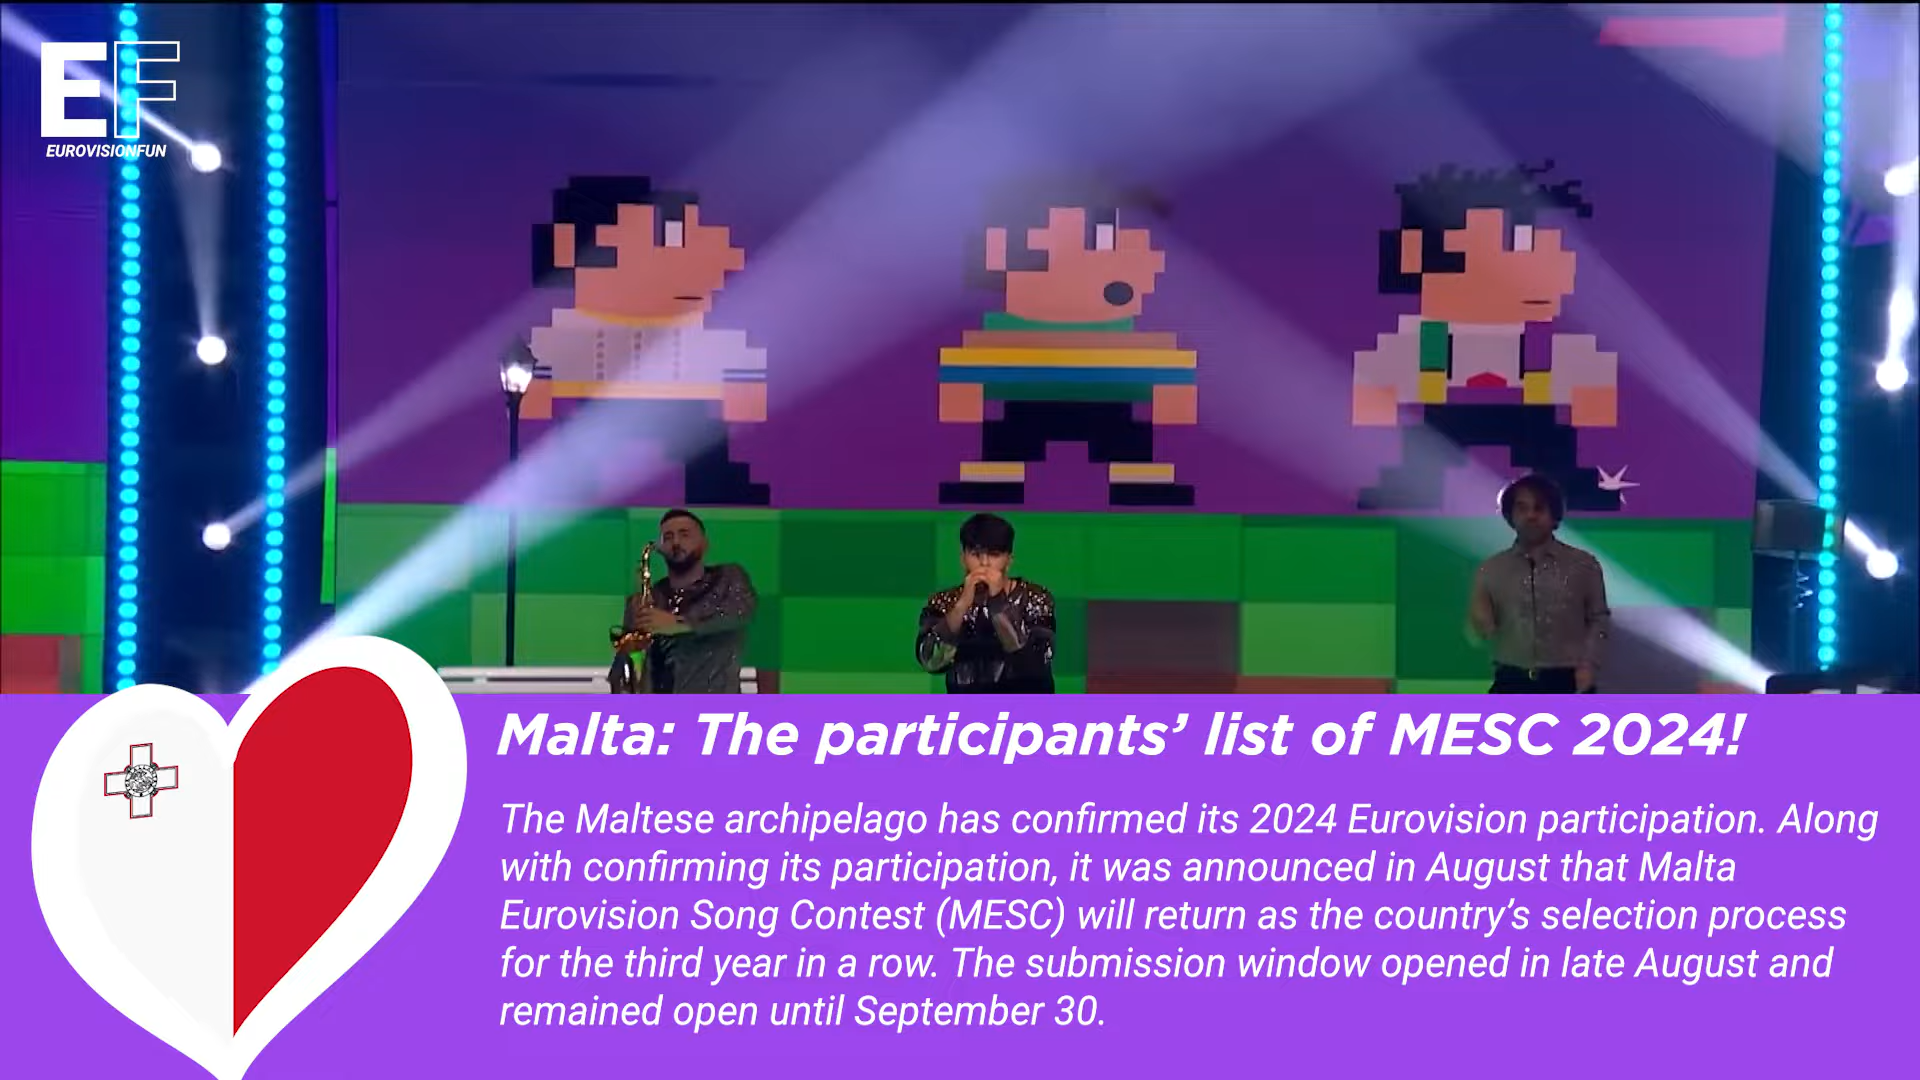 EF
EUROVISIONFUN
Malta: The participants’ list of MESC 2024!
The Maltese archipelago has confirmed its 2024 Eurovision participation. Along
with confirming its participation, it was announced in August that Malta
Eurovision Song Contest (MESC) will return as the country’s selection process
for the third year in a row. The submission window opened in late August and
remained open until September 30.